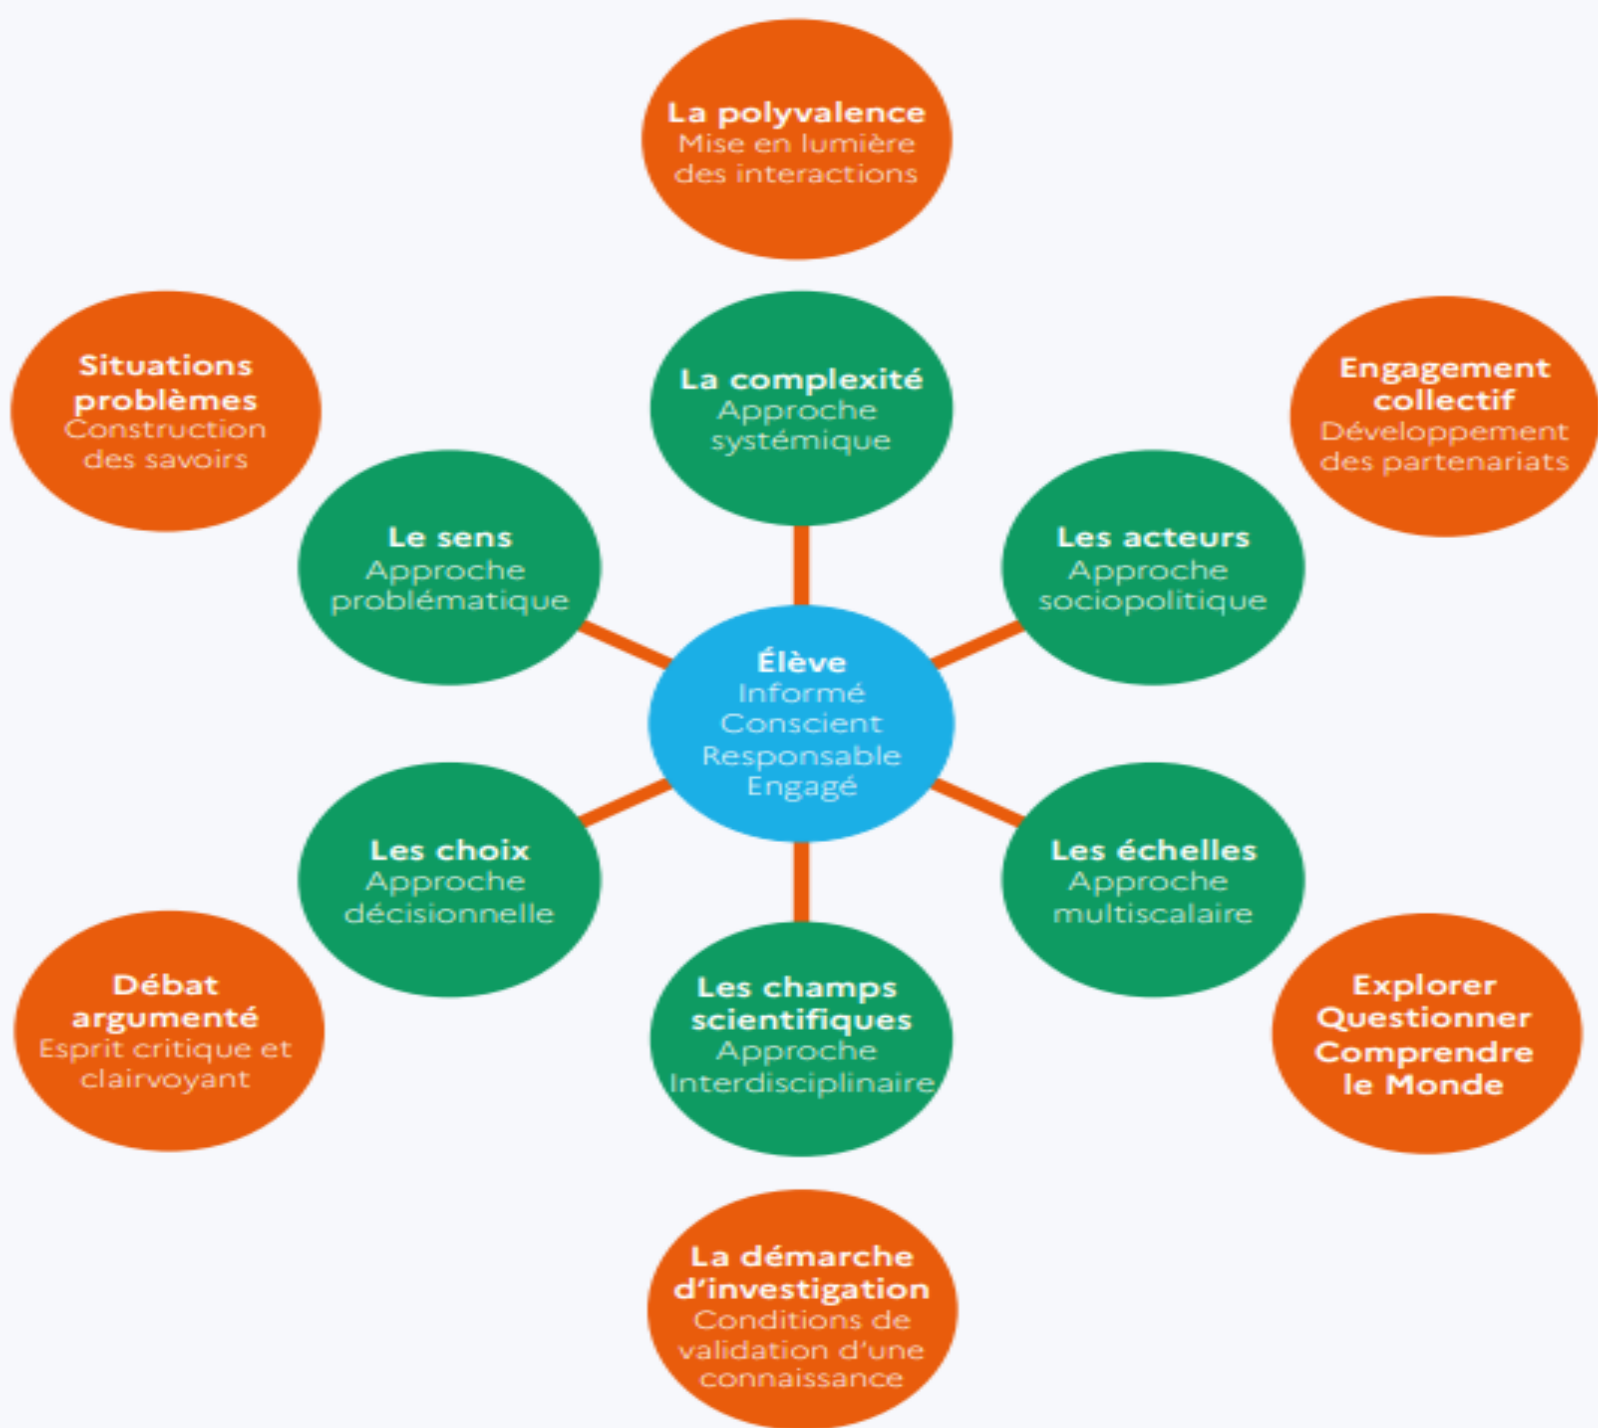 La polyvalence
Mise en lumière
des interactions
Situations
problèmes
Construction
des savoirs
La complexité
Approche
systémique
Engagement
collectif
Développement
des partenariats
Le sens
Approche
problématique
Les acteurs
Approche
sociopolitique
Élève
Informé
Conscient
Responsable
Engagé
Les choix
Approche
décisionnelle
Les échelles
Approche
multiscalaire
Débat
argumenté
Esprit critique et
clairvoyant
Les champs
scientifiques
Approche
Interdisciplinaire
Explorer
Questionner
Comprendre
le Monde
La démarche
d'investigation
Conditions de
validation d'une
connaissance